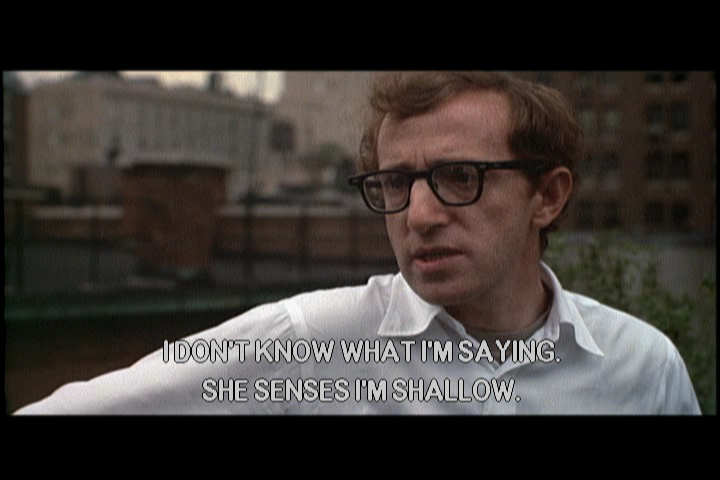 I DON'T KNOW WHAT I'M SAYING.
SHE SENSES I'M SHALLOW.